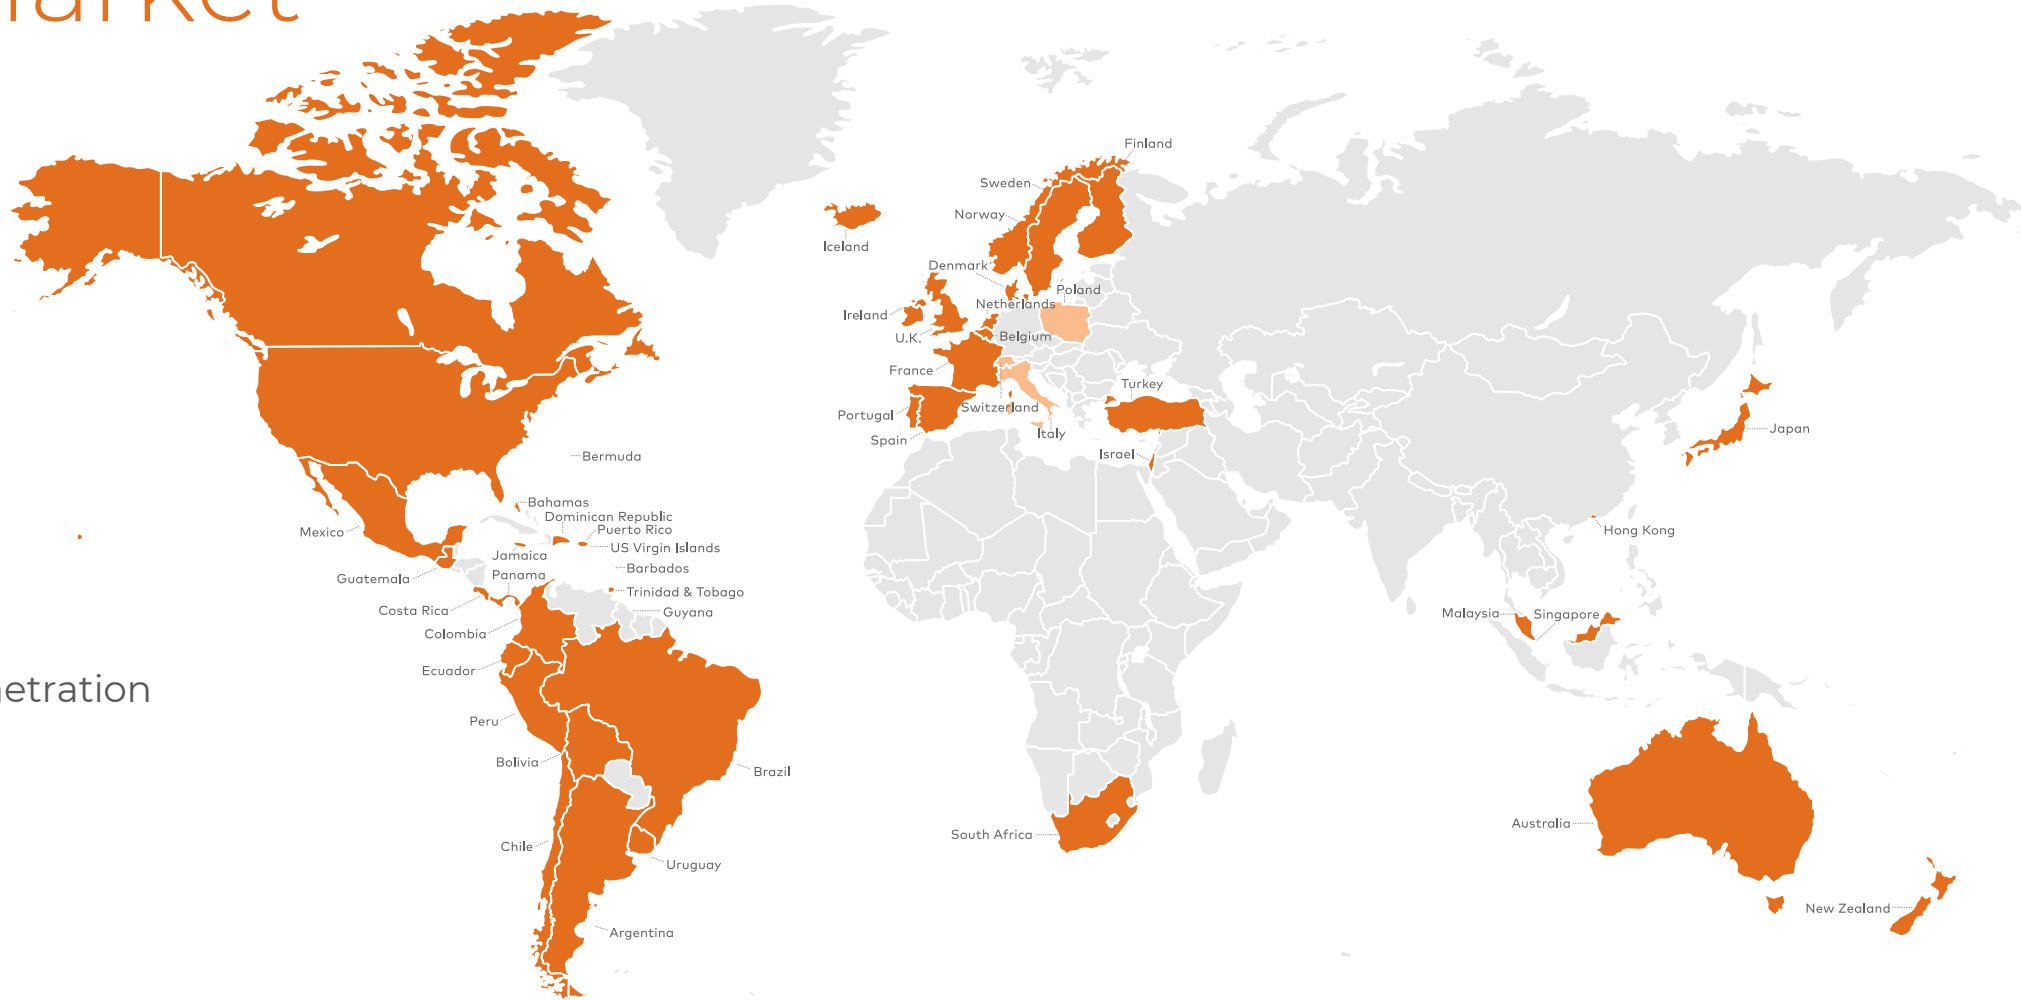 Finland
Sweden
Norway
Iceland
Denmark
Poland
Netherlands
Ireland
U.K.
Belgium
France
Turkey
Switzerland
Portugal
Italy
Spain
Japan
Israel
Bermuda
Bahamas
Dominican Republic
Puerto Rico
Mexico
Hong Kong
US Virgin Islands
Jamaica
Barbados
Panama
Guatemala
Trinidad & Tobago
Costa Rica
Guyana
Malaysia
Singapore
Colombia
Ecuador
Peru
Bolivia
Brazil
Australia
South Africa
Chile
Uruguay
New Zealand
Argentina